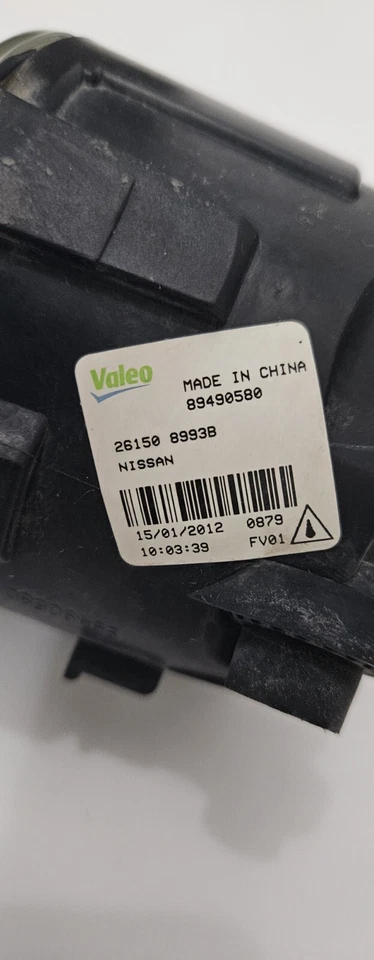 Valeo
MADE IN CHINA
89490580
26150 8993B
NISSAN
15/01/2012 0879
10:03:39 FV01